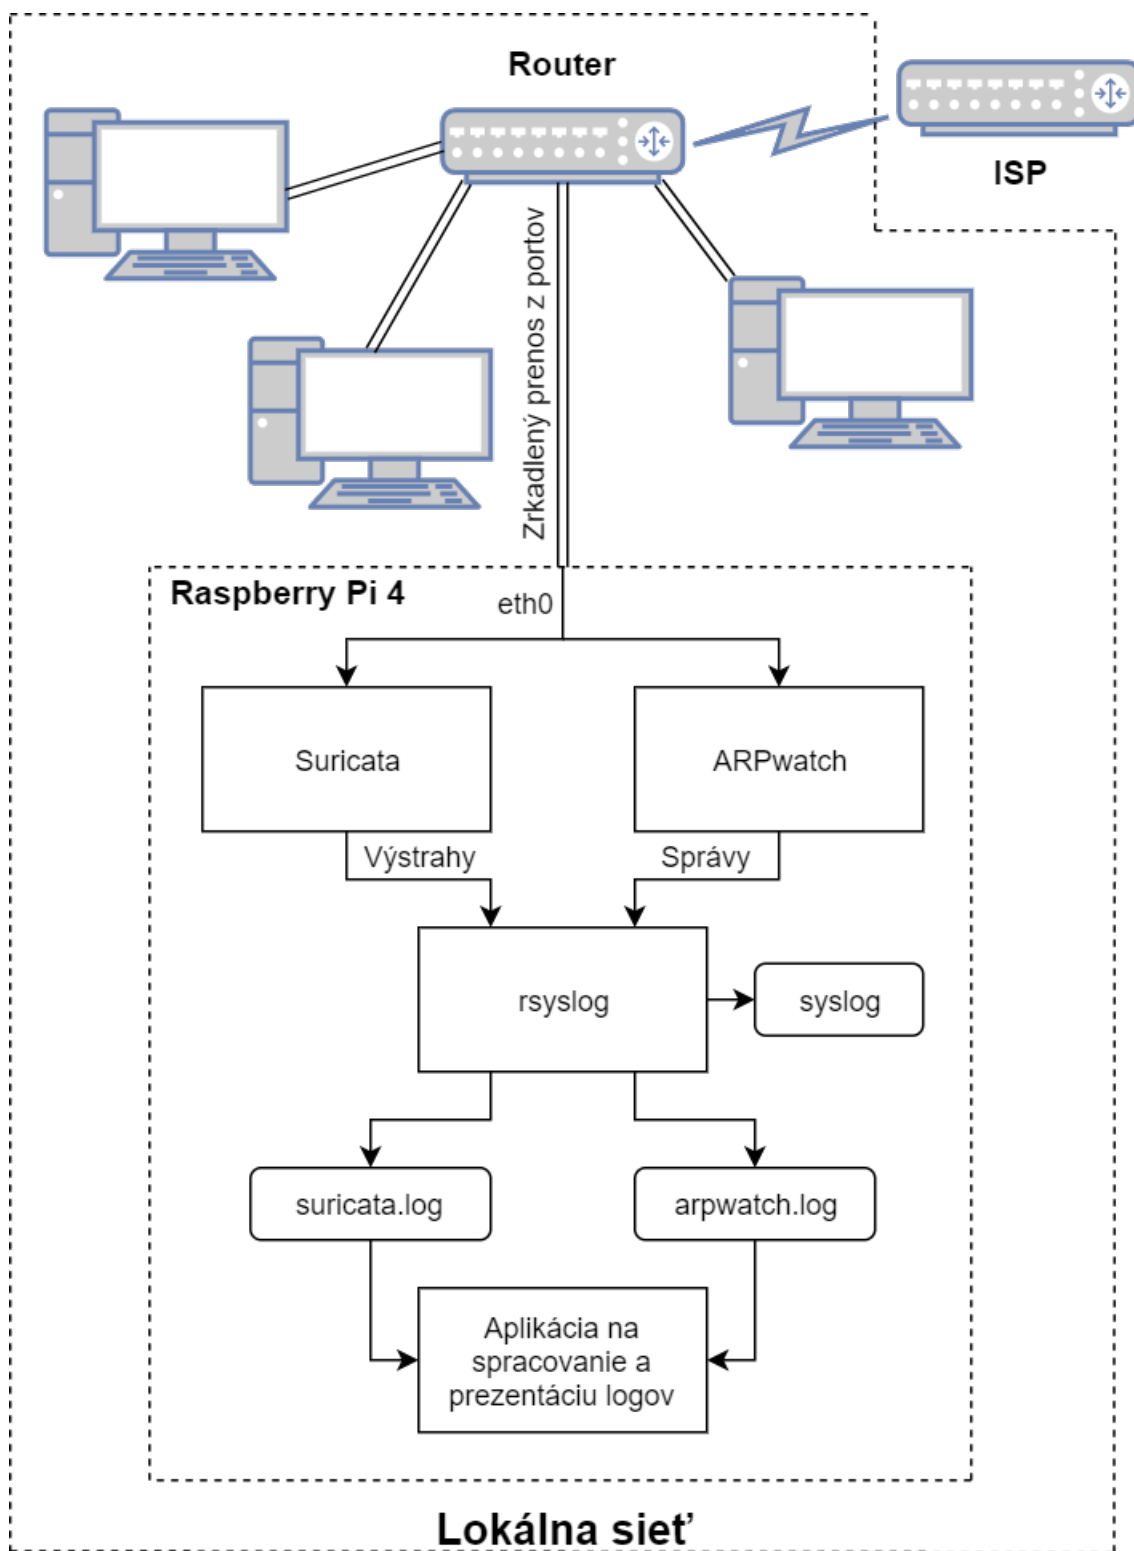 Router
ISP
Zrkadlený prenos z portov
Raspberry Pi 4
eth0
Suricata
ARPwatch
Výstrahy
Správy
rsyslog
syslog
suricata.log
arpwatch.log
Aplikácia na
spracovanie a
prezentáciu logov
Lokálna sieť